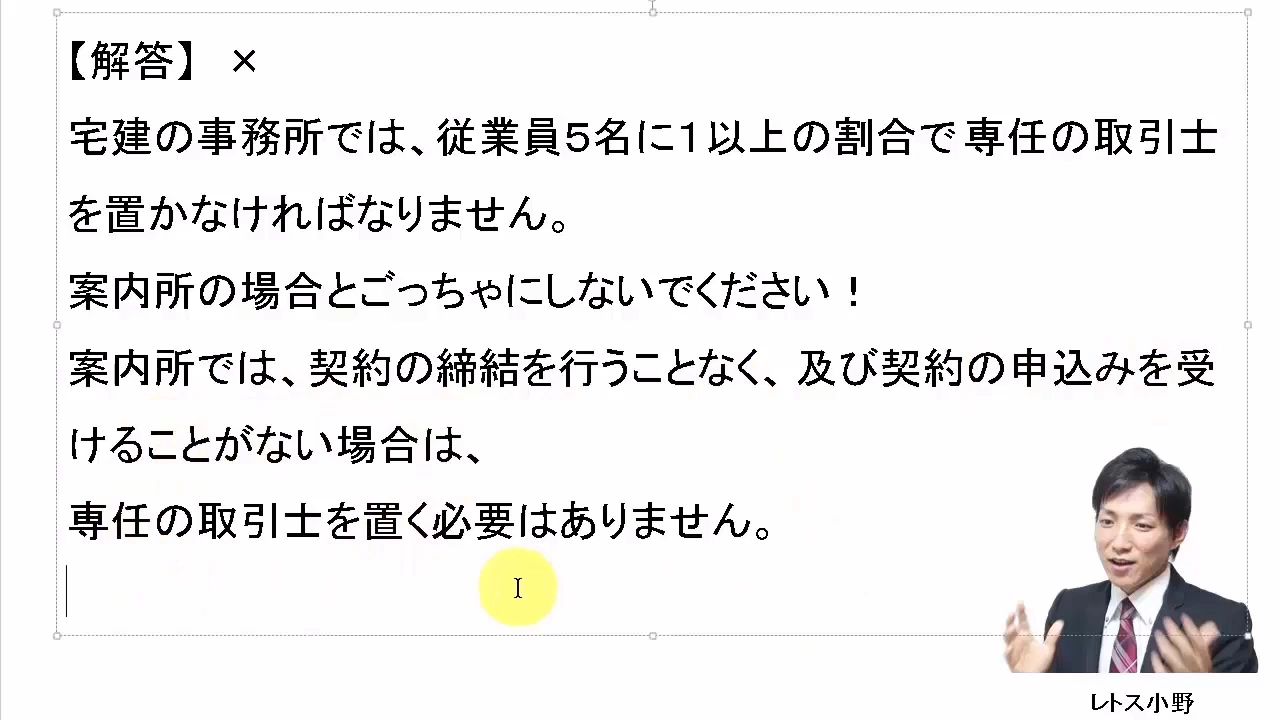 【解答】 ×
宅建の事務所では、従業員５名に１以上の割合で専任の取引士
を置かなければなりません。
案内所の場合とごっちゃにしないでください！
案内所では、契約の締結を行うことなく、及び契約の申込みを受
けることがない場合は、
専任の取引士を置く必要はありません。
レトス小野